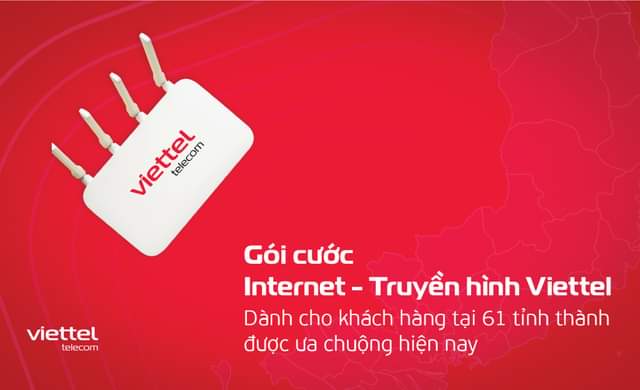 viettel
telecom
Gói cước
Internet - Truyền hình Viettel
Dành cho khách hàng tại 61 tỉnh thành
được ưa chuộng hiện nay
viettel
telecom